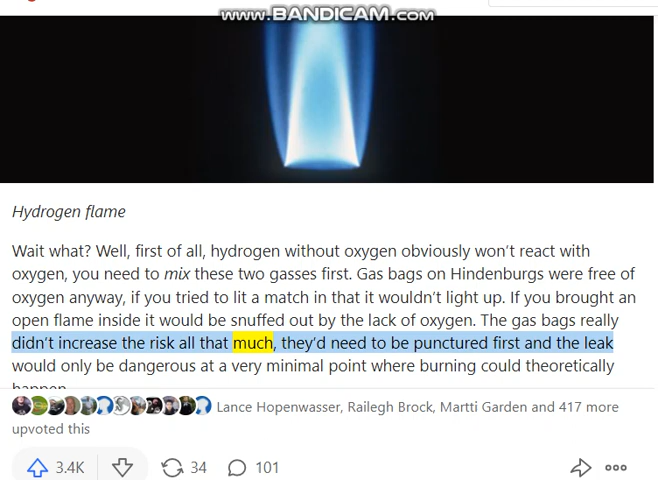 www.BANDICAM.com
Hydrogen flame
Wait what? Well, first of all, hydrogen without oxygen obviously won’t react with
oxygen, you need to mix these two gasses first. Gas bags on Hindenburgs were free of
oxygen anyway, if you tried to lit a match in that it wouldn’t light up. If you brought an
open flame inside it would be snuffed out by the lack of oxygen. The gas bags really
didn’t increase the risk all that much, they’d need to be punctured first and the leak
would only be dangerous at a very minimal point where burning could theoretically
happen
Lance Hopenwasser, Railegh Brock, Martti Garden and 417 more
upvoted this
3.4K 34 101